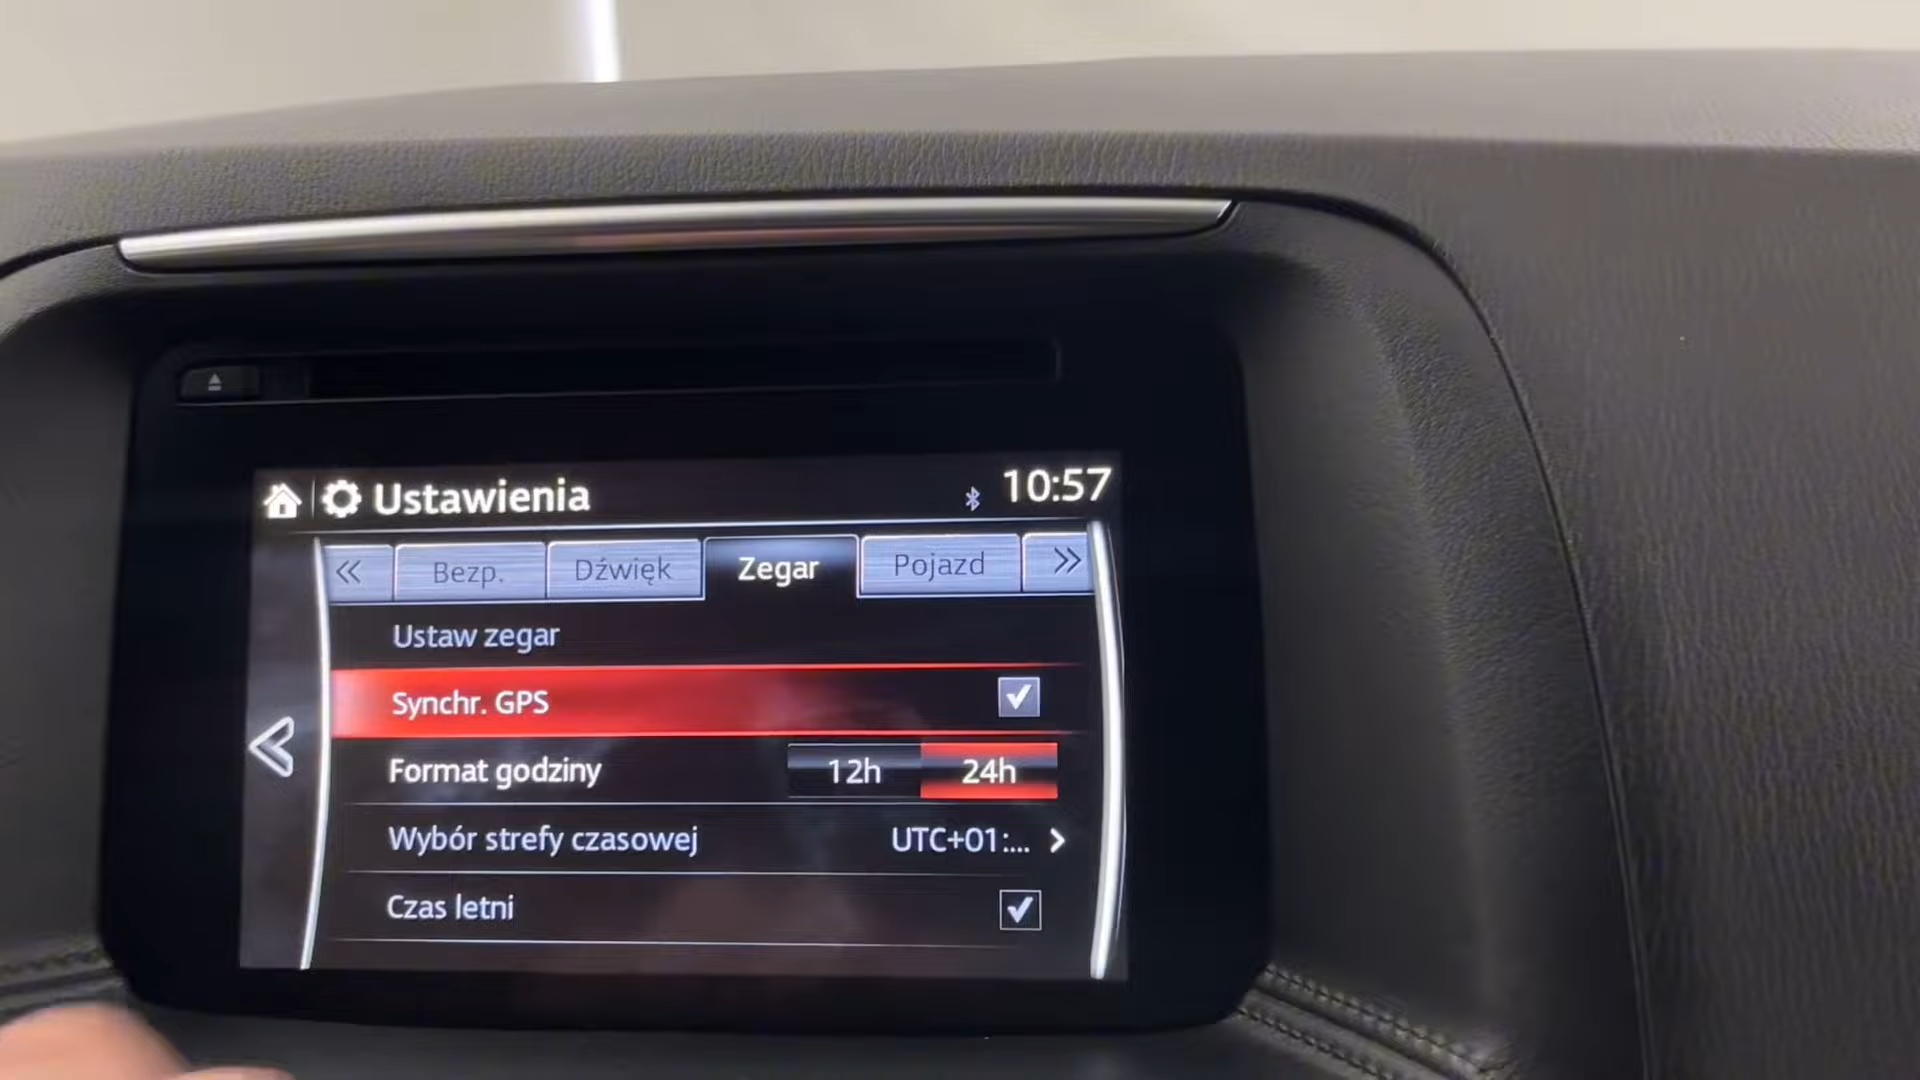 Ustawienia 10:57
« Bezp. Dźwięk Zegar Pojazd »
Ustaw zegar
Synchr. GPS
Format godziny 12h 24h
Wybór strefy czasowej UTC+01:... >
Czas letni